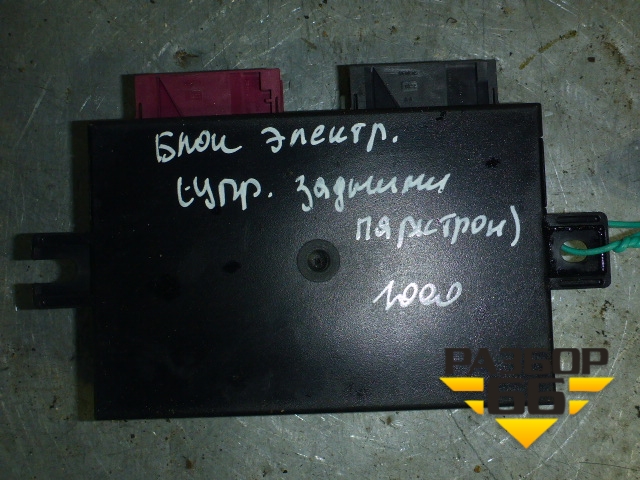 Блок электр.
(упр. задними
парктрон)
1000
РАЗБОР
66